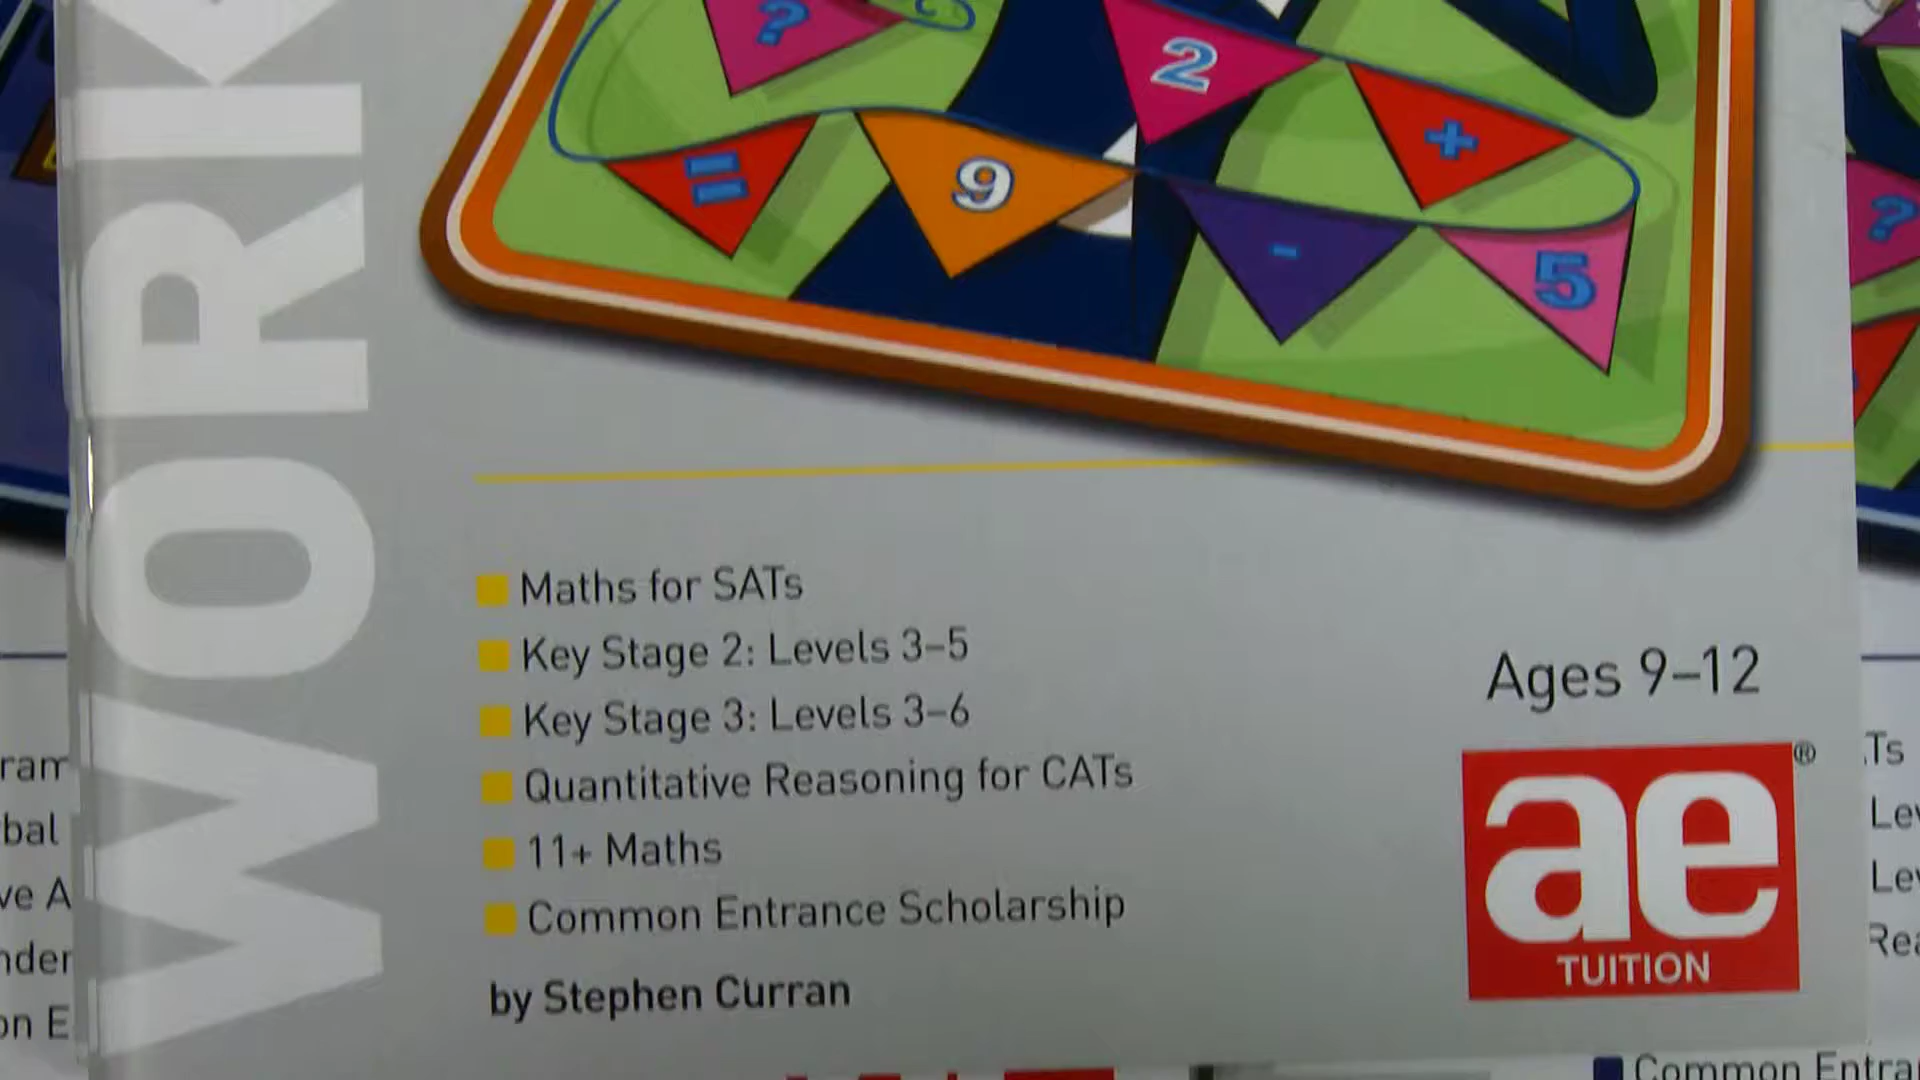 ?
2
+
=
9
-
5
?
WORK
Maths for SATs
Key Stage 2: Levels 3–5
Key Stage 3: Levels 3–6
Quantitative Reasoning for CATs
11+ Maths
Common Entrance Scholarship
by Stephen Curran
Ages 9–12
ae®
TUITION
Common